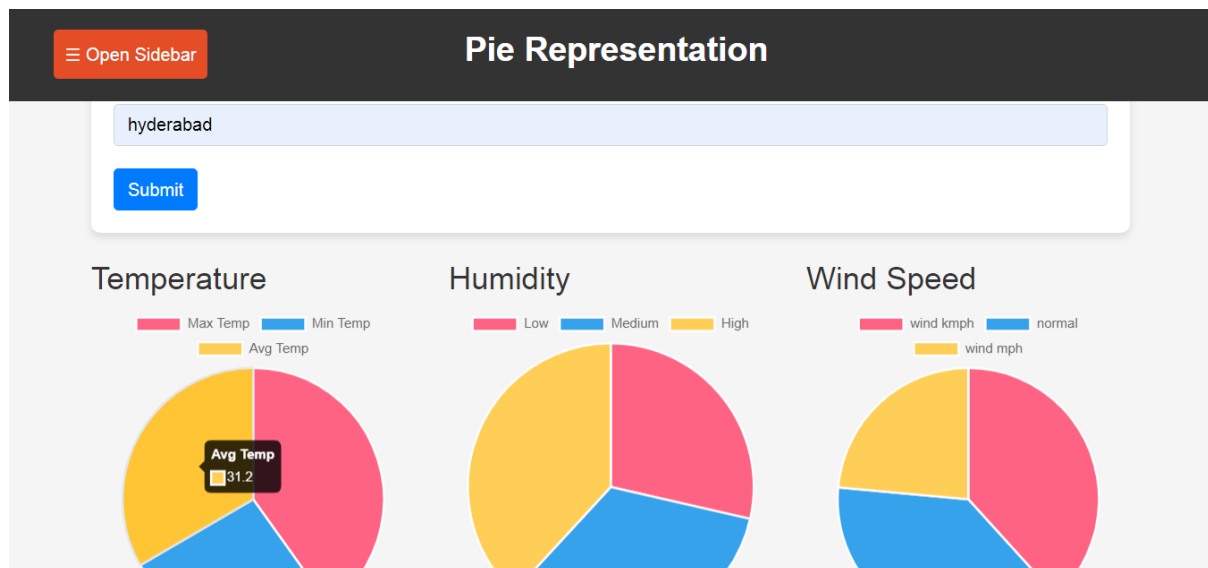 ☰ Open Sidebar
Pie Representation
hyderabad
Submit
Temperature
Max Temp Min Temp
Avg Temp
Avg Temp
31.2
Humidity
Low Medium High
Wind Speed
wind kmph normal
wind mph